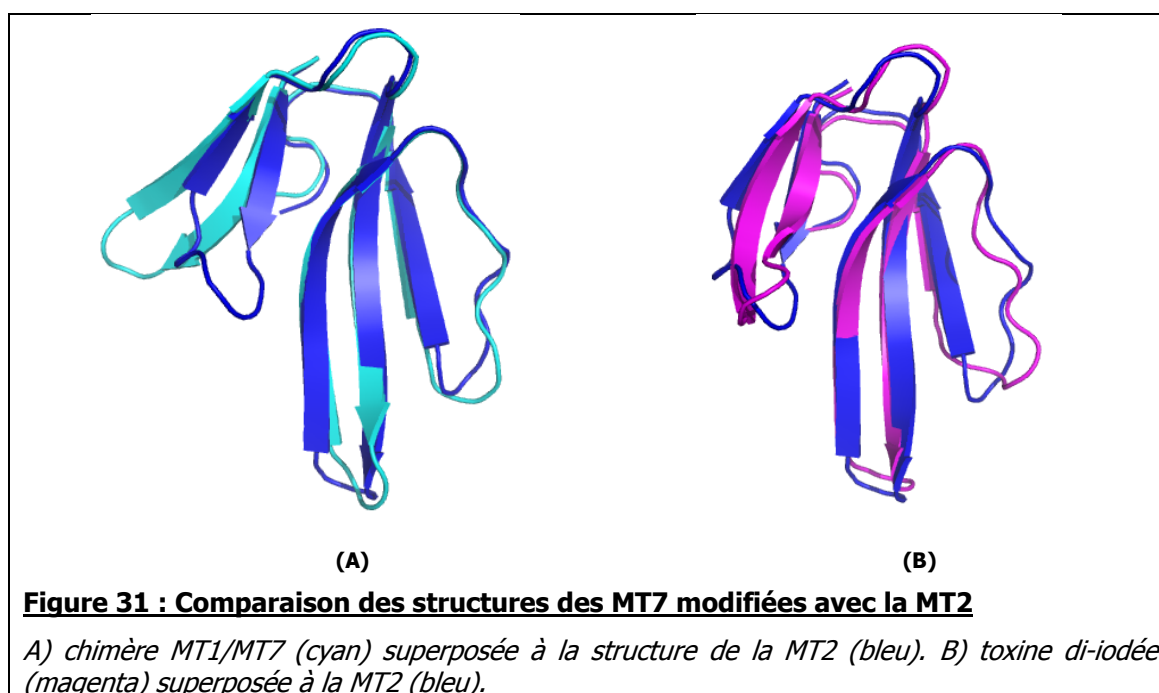 (A) (B)
Figure 31 : Comparaison des structures des MT7 modifiées avec la MT2
A) chimère MT1/MT7 (cyan) superposée à la structure de la MT2 (bleu). B) toxine di-iodée
(magenta) superposée à la MT2 (bleu).